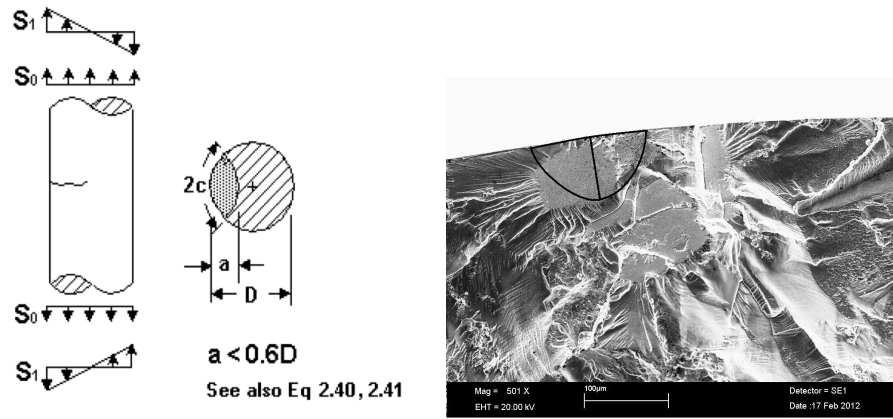 S1
S0
2c
a
D
S0
S1
a < 0.6D
See also Eq 2.40, 2.41
Mag = 501 X
100µm
Detector = SE1
EHT = 20.00 kV
Date :17 Feb 2012